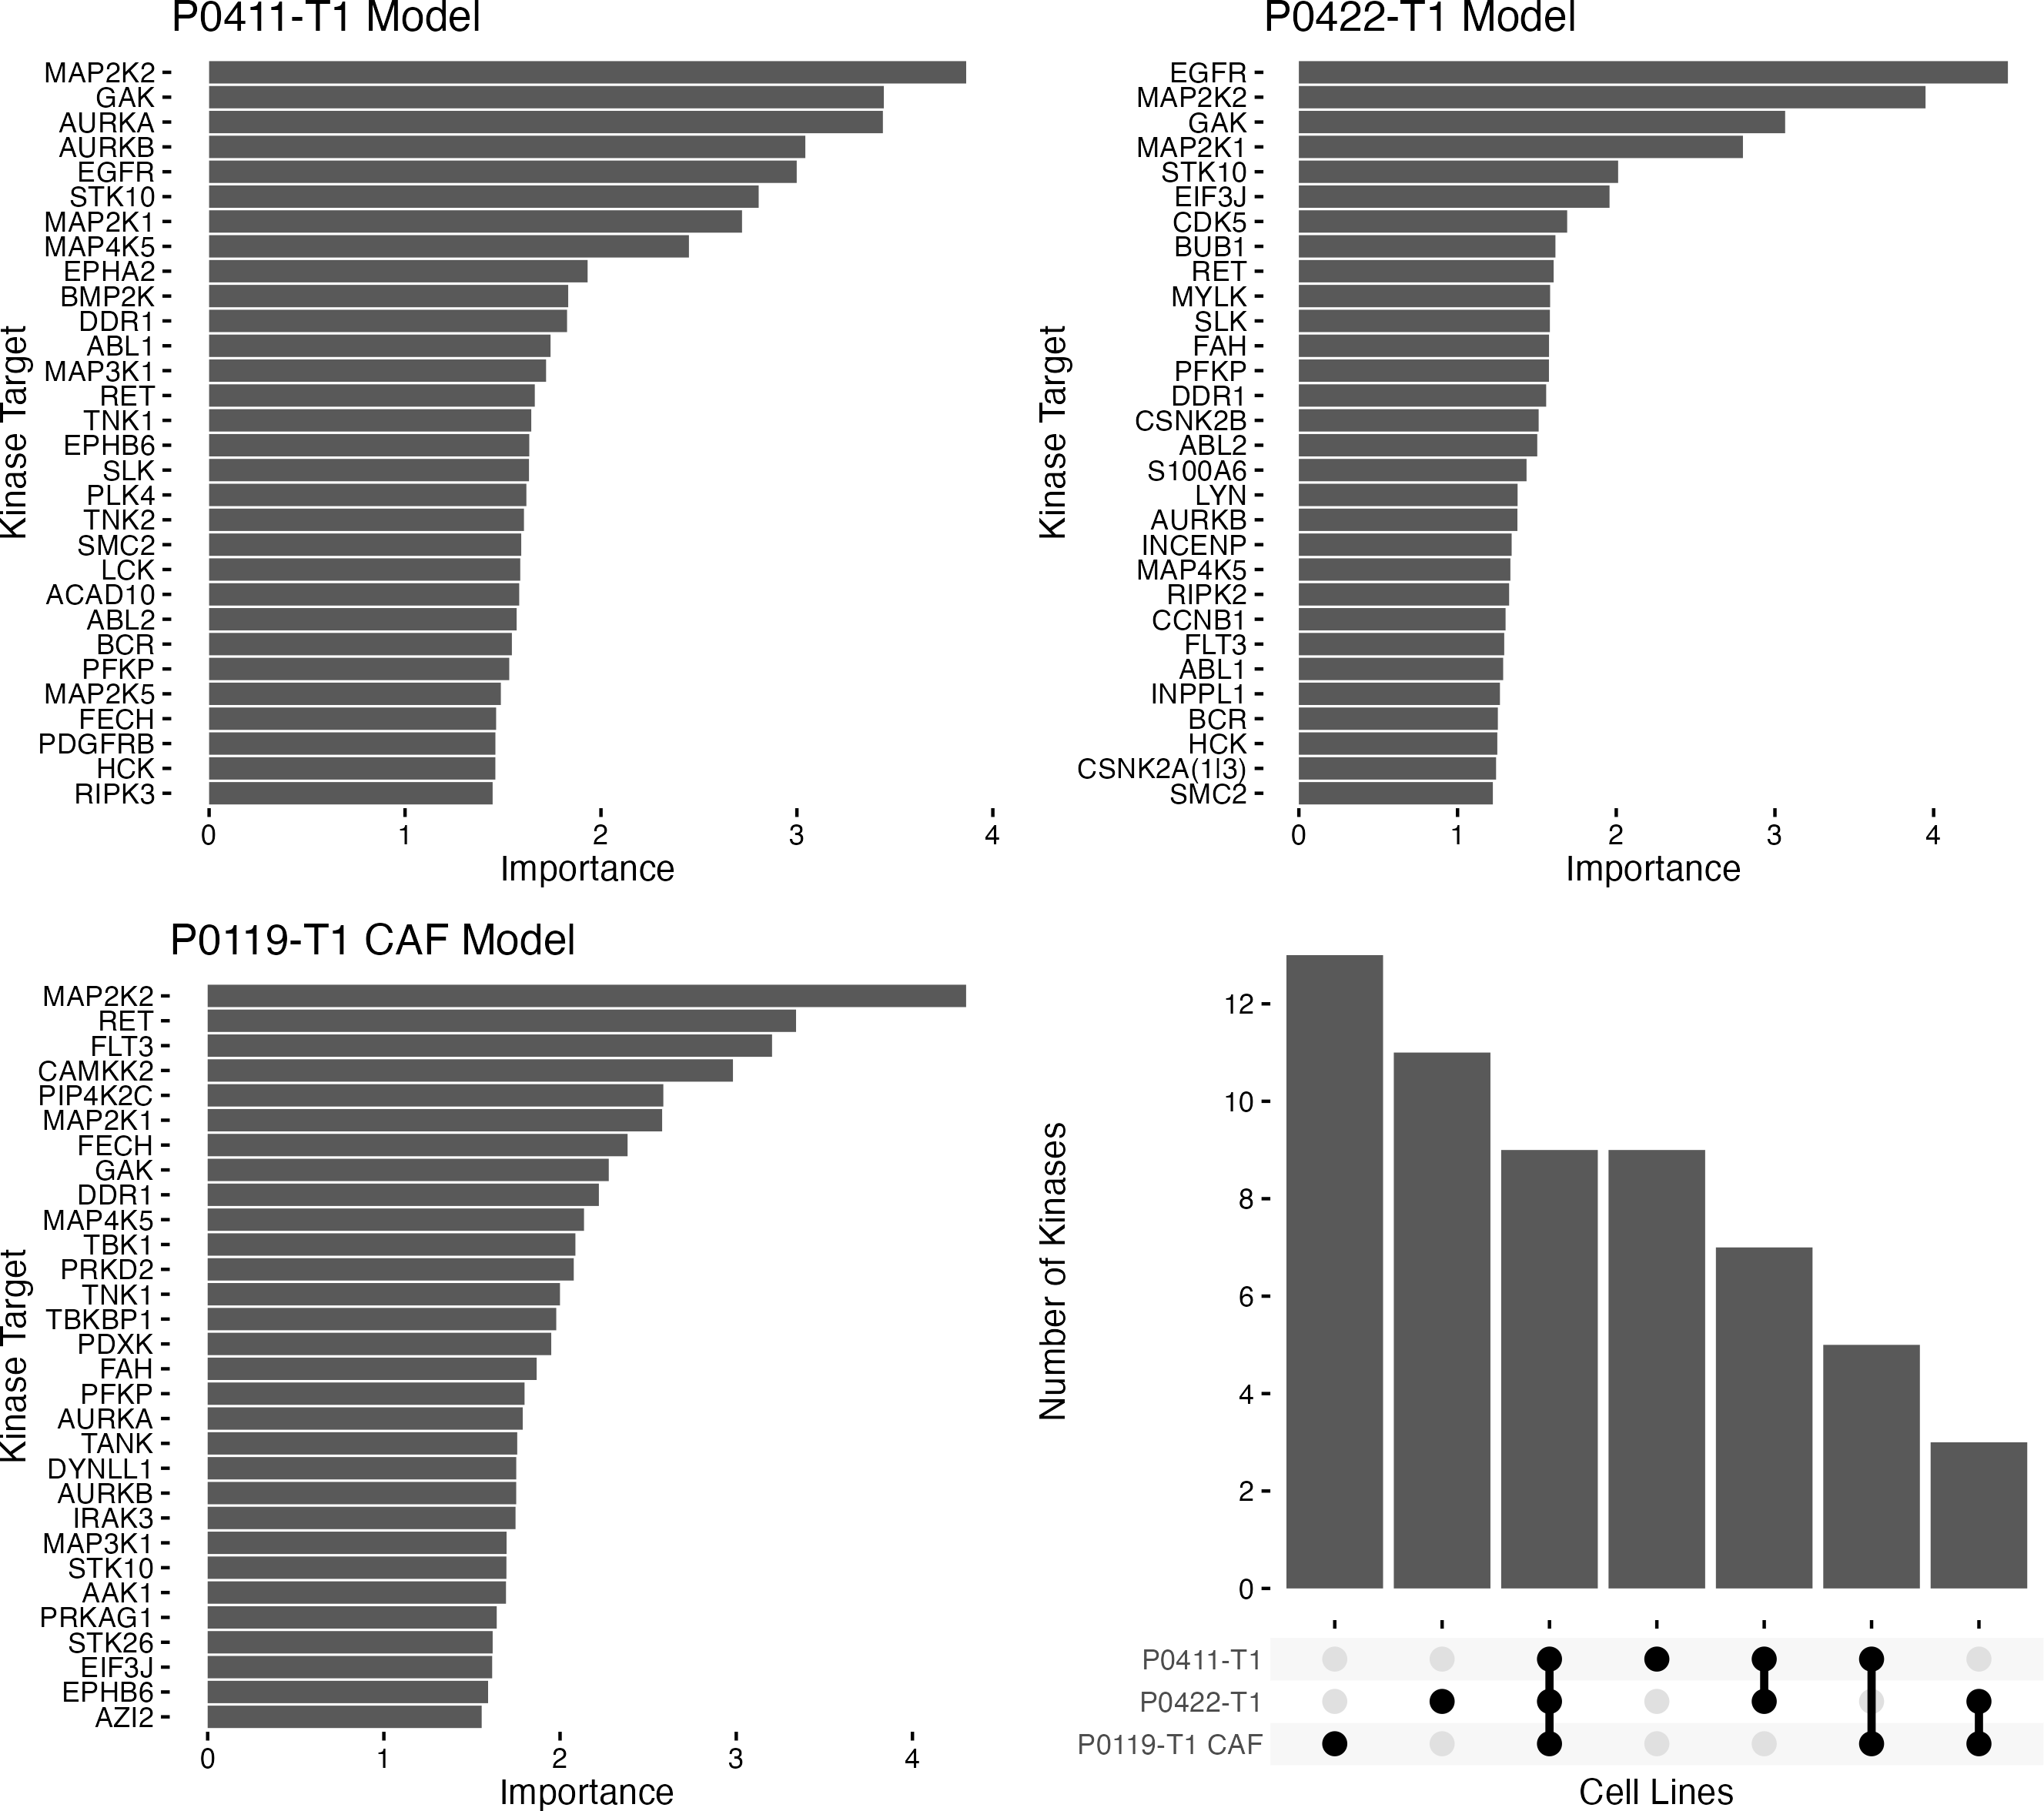 P0411-T1 Model
Kinase Target
MAP2K2
GAK
AURKA
AURKB
EGFR
STK10
MAP2K1
MAP4K5
EPHA2
BMP2K
DDR1
ABL1
MAP3K1
RET
TNK1
EPHB6
SLK
PLK4
TNK2
SMC2
LCK
ACAD10
ABL2
BCR
PFKP
MAP2K5
FECH
PDGFRB
HCK
RIPK3
0 1 2 3 4
Importance
P0422-T1 Model
Kinase Target
EGFR
MAP2K2
GAK
MAP2K1
STK10
EIF3J
CDK5
BUB1
RET
MYLK
SLK
FAH
PFKP
DDR1
CSNK2B
ABL2
S100A6
LYN
AURKB
INCENP
MAP4K5
RIPK2
CCNB1
FLT3
ABL1
INPPL1
BCR
HCK
CSNK2A(1|3)
SMC2
0 1 2 3 4
Importance
P0119-T1 CAF Model
Kinase Target
MAP2K2
RET
FLT3
CAMKK2
PIP4K2C
MAP2K1
FECH
GAK
DDR1
MAP4K5
TBK1
PRKD2
TNK1
TBKBP1
PDXK
FAH
PFKP
AURKA
TANK
DYNLL1
AURKB
IRAK3
MAP3K1
STK10
AAK1
PRKAG1
STK26
EIF3J
EPHB6
AZI2
0 1 2 3 4
Importance
Number of Kinases
12
10
8
6
4
2
0
P0411-T1
P0422-T1
P0119-T1 CAF
Cell Lines